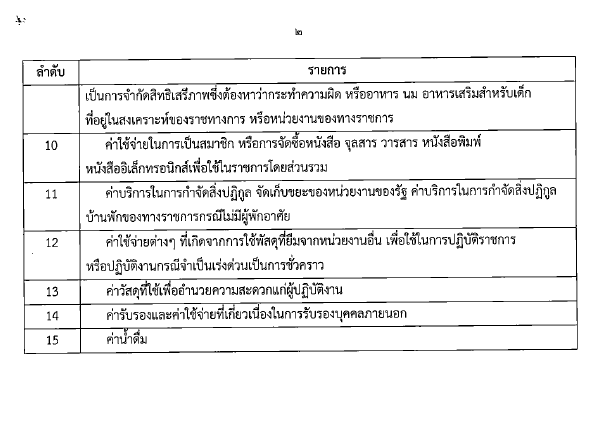 ๒
ลำดับ รายการ
เป็นการจำกัดสิทธิเสรีภาพซึ่งต้องหาว่ากระทำความผิด หรืออาหาร นม อาหารเสริมสำหรับเด็ก
ที่อยู่ในสงเคราะห์ของราชทางการ หรือหน่วยงานของทางราชการ
10 ค่าใช้จ่ายในการเป็นสมาชิก หรือการจัดซื้อหนังสือ จุลสาร วารสาร หนังสือพิมพ์
หนังสืออิเล็กทรอนิกส์เพื่อใช้ในราชการโดยส่วนรวม
11 ค่าบริการในการกำจัดสิ่งปฏิกูล จัดเก็บขยะของหน่วยงานของรัฐ ค่าบริการในการกำจัดสิ่งปฏิกูล
บ้านพักของทางราชการกรณีไม่มีผู้พักอาศัย
12 ค่าใช้จ่ายต่างๆ ที่เกิดจากการใช้พัสดุที่ยืมจากหน่วยงานอื่น เพื่อใช้ในการปฏิบัติราชการ
หรือปฏิบัติงานกรณีจำเป็นเร่งด่วนเป็นการชั่วคราว
13 ค่าวัสดุที่ใช้เพื่ออำนวยความสะดวกแก่ผู้ปฏิบัติงาน
14 ค่ารับรองและค่าใช้จ่ายที่เกี่ยวเนื่องในการรับรองบุคคลภายนอก
15 ค่าน้ำดื่ม